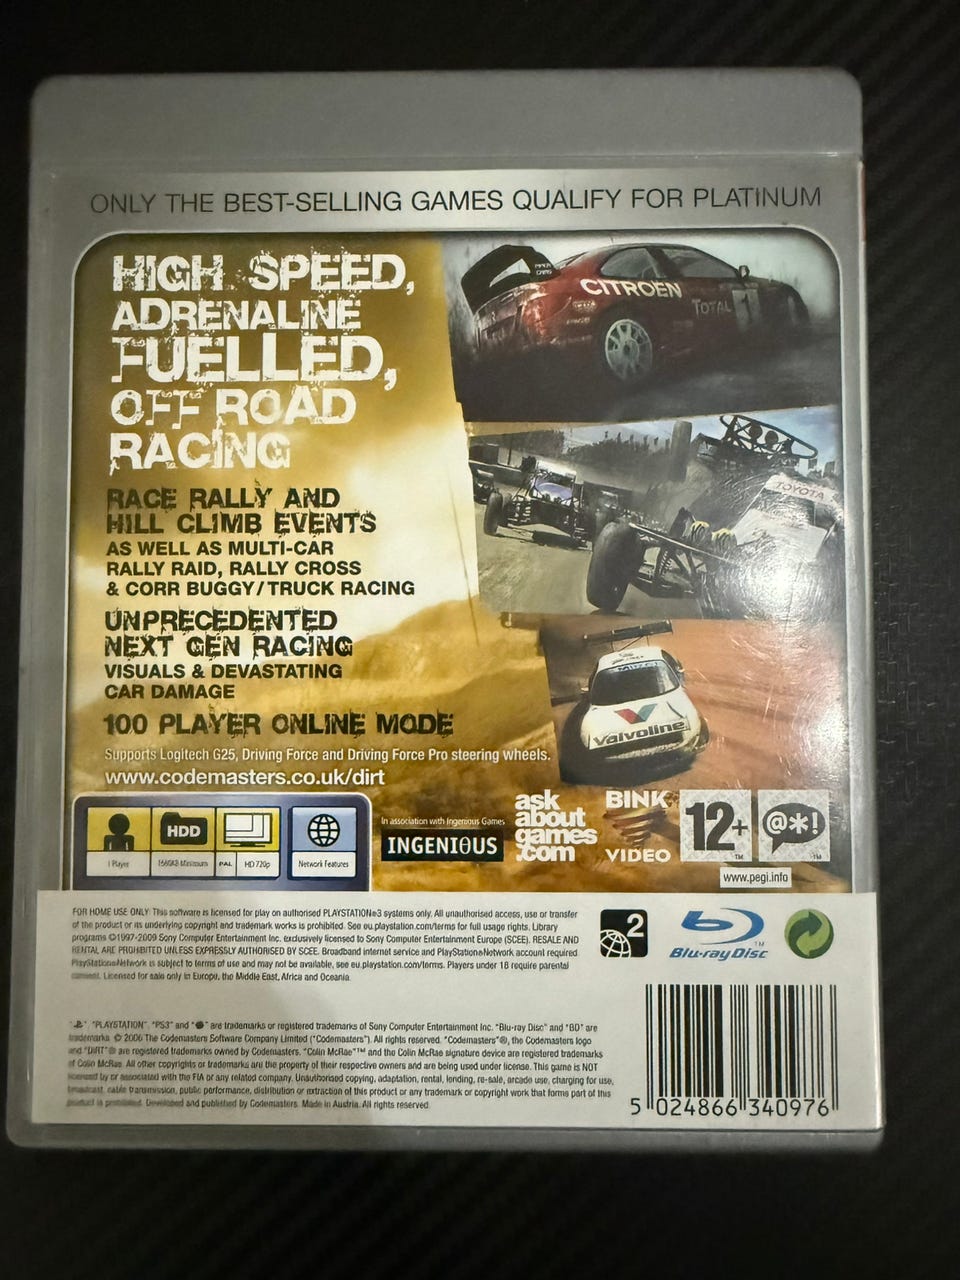 ONLY THE BEST-SELLING GAMES QUALIFY FOR PLATINUM
HIGH SPEED,
ADRENALINE
FUELLED,
OFF ROAD
RACING
RACE RALLY AND
HILL CLIMB EVENTS
AS WELL AS MULTI-CAR
RALLY RAID, RALLY CROSS
& CORR BUGGY/TRUCK RACING
UNPRECEDENTED
NEXT GEN RACING
VISUALS & DEVASTATING
CAR DAMAGE
100 PLAYER ONLINE MODE
Supports Logitech G25, Driving Force and Driving Force Pro steering wheels.
www.codemasters.co.uk/dirt
CITROËN
TOTAL
1
TOYOTA
Valvoline
HDD
1 Player
1560KB Minimum
PAL
HD 720p
Network Features
In association with Ingenious Games
INGENIOUS
ask
about
games
.com
BINK
VIDEO
12+
TM
@*!
TM
www.pegi.info
FOR HOME USE ONLY: This software is licensed for play on authorised PLAYSTATION®3 systems only. All unauthorised access, use or transfer
of the product or its underlying copyright and trademark works is prohibited. See eu.playstation.com/terms for full usage rights. Library
programs ©1997-2009 Sony Computer Entertainment Inc. exclusively licensed to Sony Computer Entertainment Europe (SCEE). RESALE AND
RENTAL ARE PROHIBITED UNLESS EXPRESSLY AUTHORISED BY SCEE. Broadband internet service and PlayStation®Network account required.
PlayStation®Network is subject to terms of use and may not be available, see eu.playstation.com/terms. Players under 18 require parental
consent. Licensed for sale only in Europe, the Middle East, Africa and Oceania.
2
Blu-ray Disc
TM
"PLAYSTATION", "PS3" and " " are trademarks or registered trademarks of Sony Computer Entertainment Inc. "Blu-ray Disc" and "BD" are
trademarks. © 2006 The Codemasters Software Company Limited ("Codemasters"). All rights reserved. "Codemasters"®, the Codemasters logo
and "DiRT"® are registered trademarks owned by Codemasters. "Colin McRae"™ and the Colin McRae signature device are registered trademarks
of Colin McRae. All other copyrights or trademarks are the property of their respective owners and are being used under license. This game is NOT
licensed by or associated with the FIA or any related company. Unauthorised copying, adaptation, rental, lending, re-sale, arcade use, charging for use,
broadcast, cable transmission, public performance, distribution or extraction of this product or any trademark or copyright work that forms part of this
product is prohibited. Developed and published by Codemasters. Made in Austria. All rights reserved.
5 024866 340976